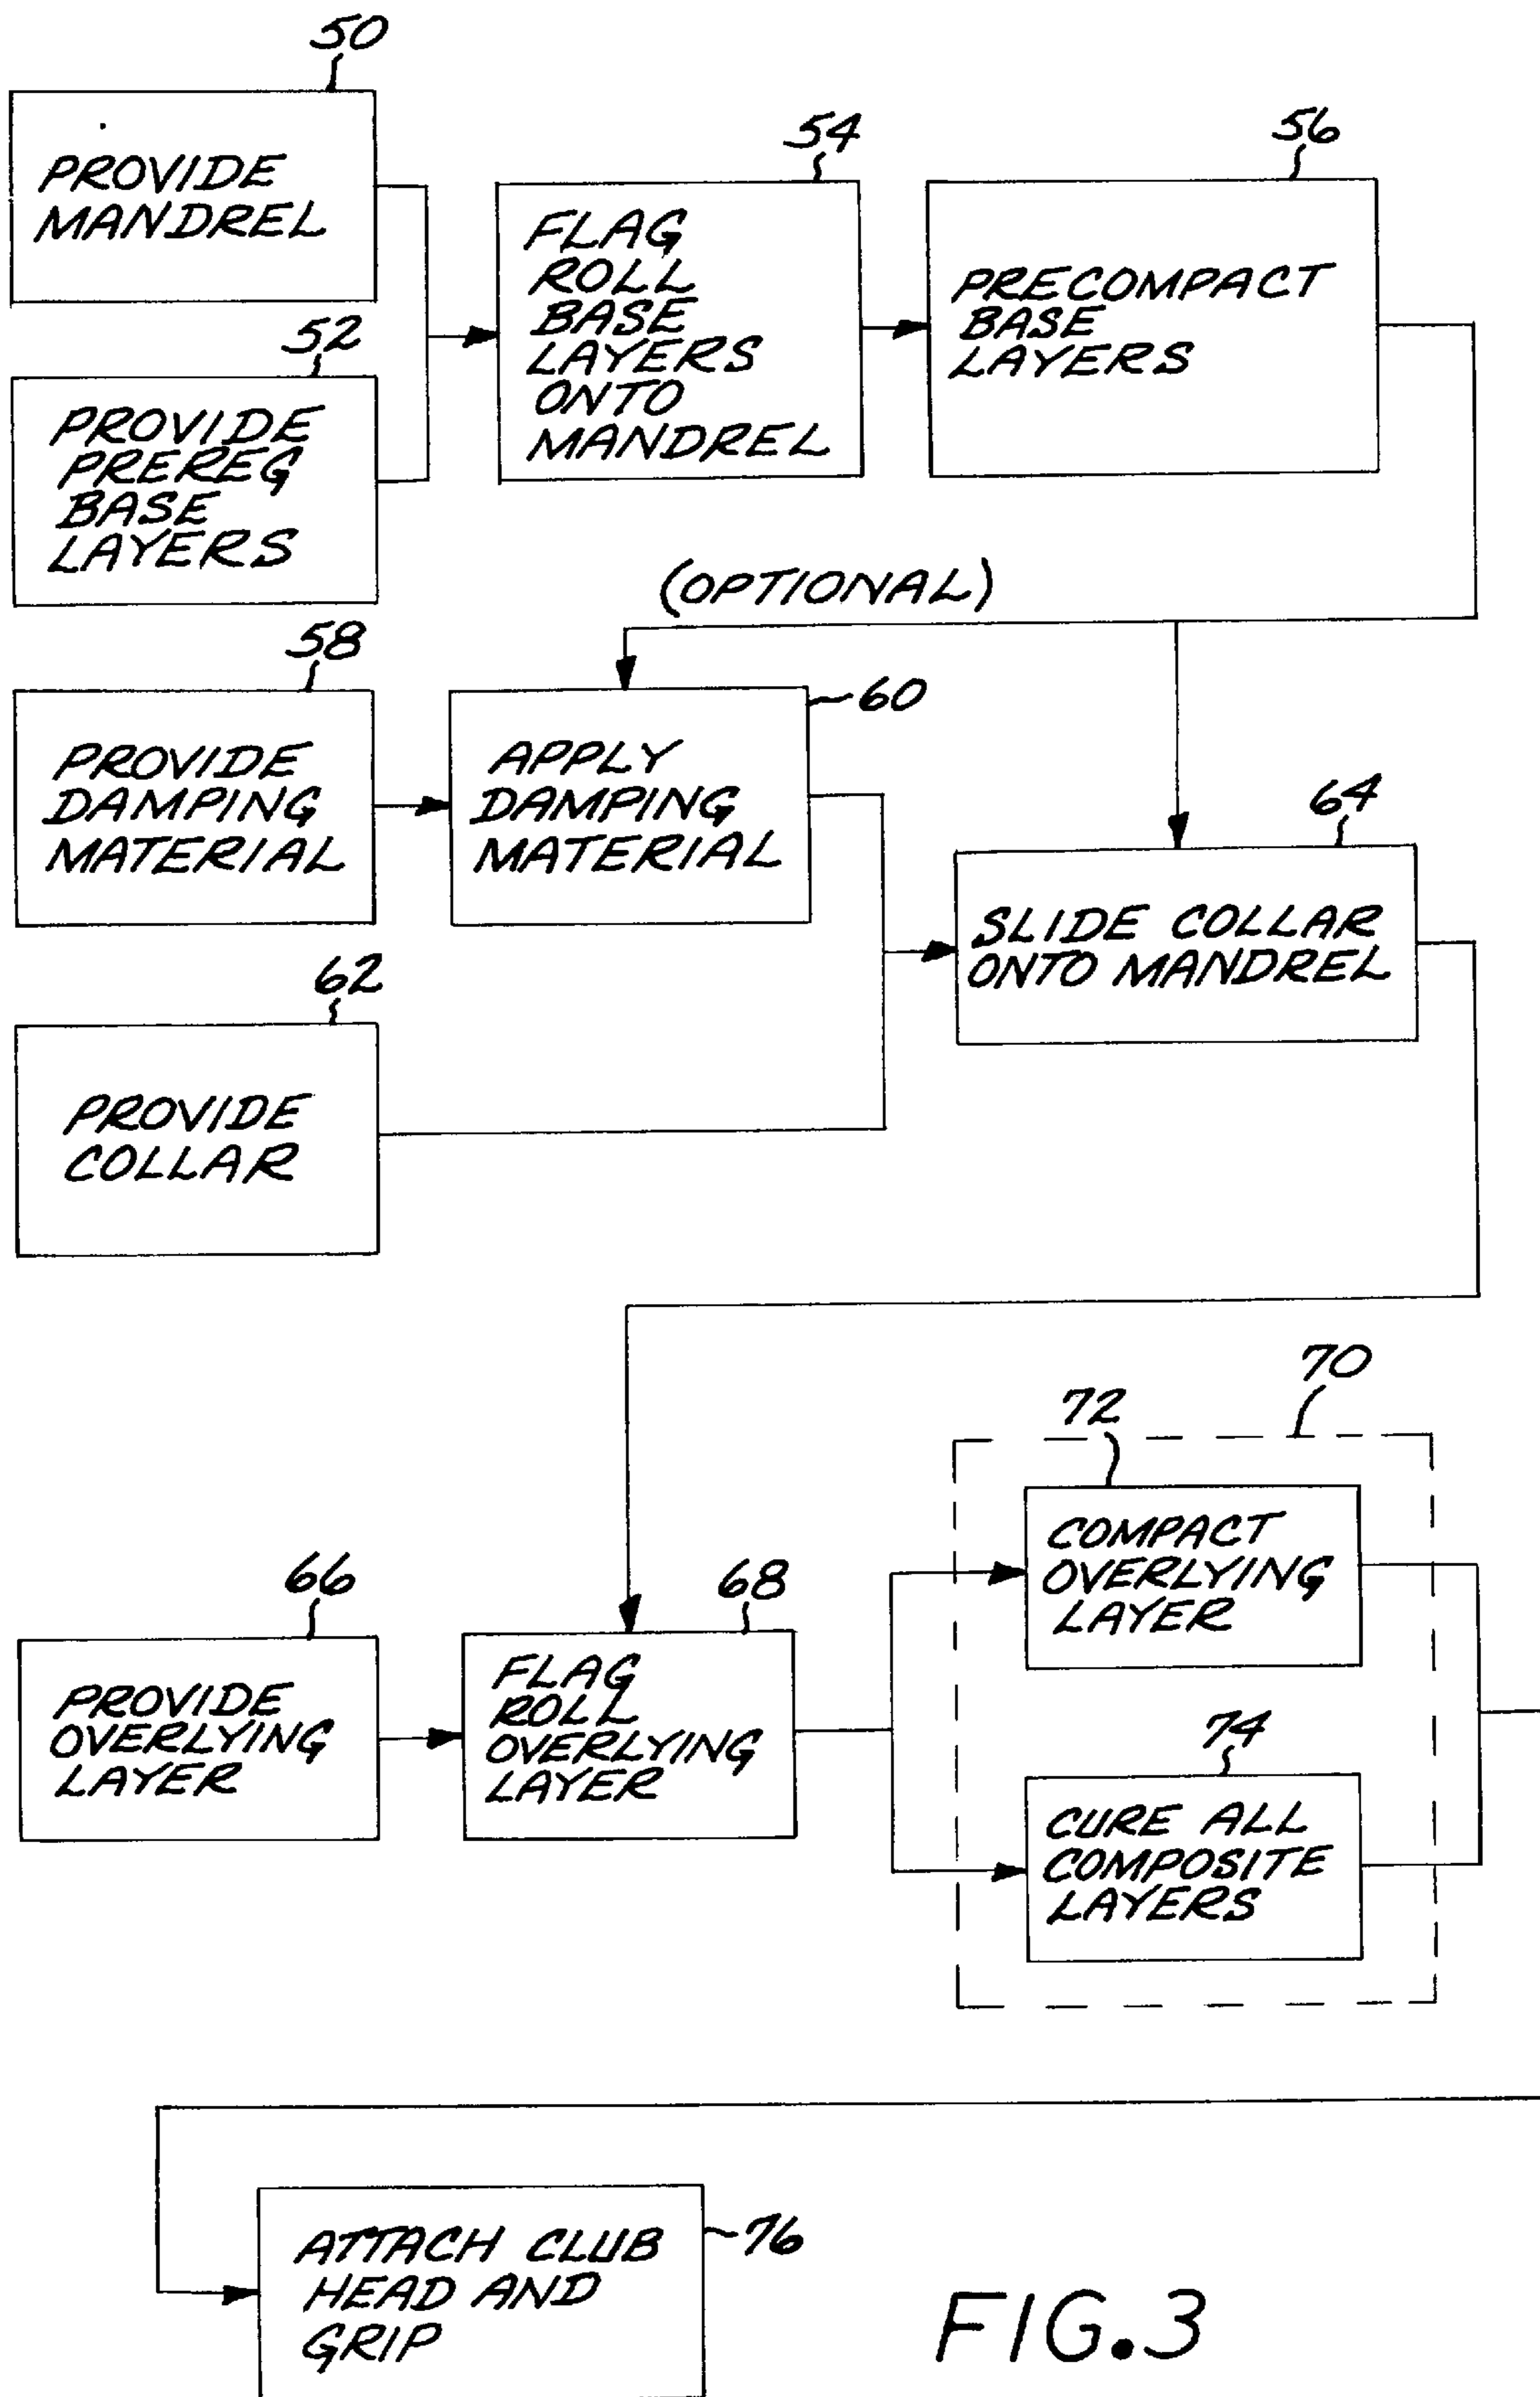 50
PROVIDE
MANDREL
52
PROVIDE
PREREG
BASE
LAYERS
54
FLAG
ROLL
BASE
LAYERS
ONTO
MANDREL
56
PRECOMPACT
BASE
LAYERS
(OPTIONAL)
58
PROVIDE
DAMPING
MATERIAL
60
APPLY
DAMPING
MATERIAL
62
PROVIDE
COLLAR
64
SLIDE COLLAR
ONTO MANDREL
66
PROVIDE
OVERLYING
LAYER
68
FLAG
ROLL
OVERLYING
LAYER
70
72
COMPACT
OVERLYING
LAYER
74
CURE ALL
COMPOSITE
LAYERS
76
ATTACH CLUB
HEAD AND
GRIP
FIG.3